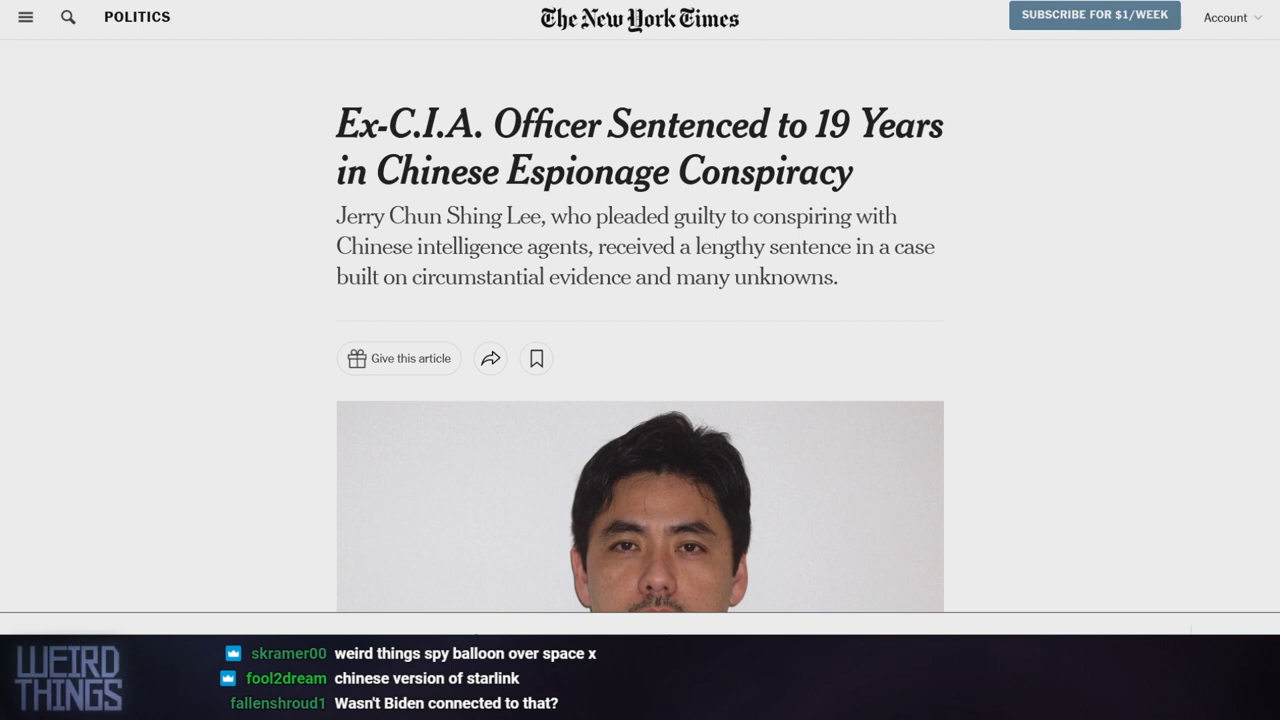 POLITICS
The New York Times
SUBSCRIBE FOR $1/WEEK
Account
Ex-C.I.A. Officer Sentenced to 19 Years
in Chinese Espionage Conspiracy
Jerry Chun Shing Lee, who pleaded guilty to conspiring with
Chinese intelligence agents, received a lengthy sentence in a case
built on circumstantial evidence and many unknowns.
Give this article
WEIRD
THINGS
skramer00 weird things spy balloon over space x
fool2dream chinese version of starlink
fallenshroud1 Wasn't Biden connected to that?